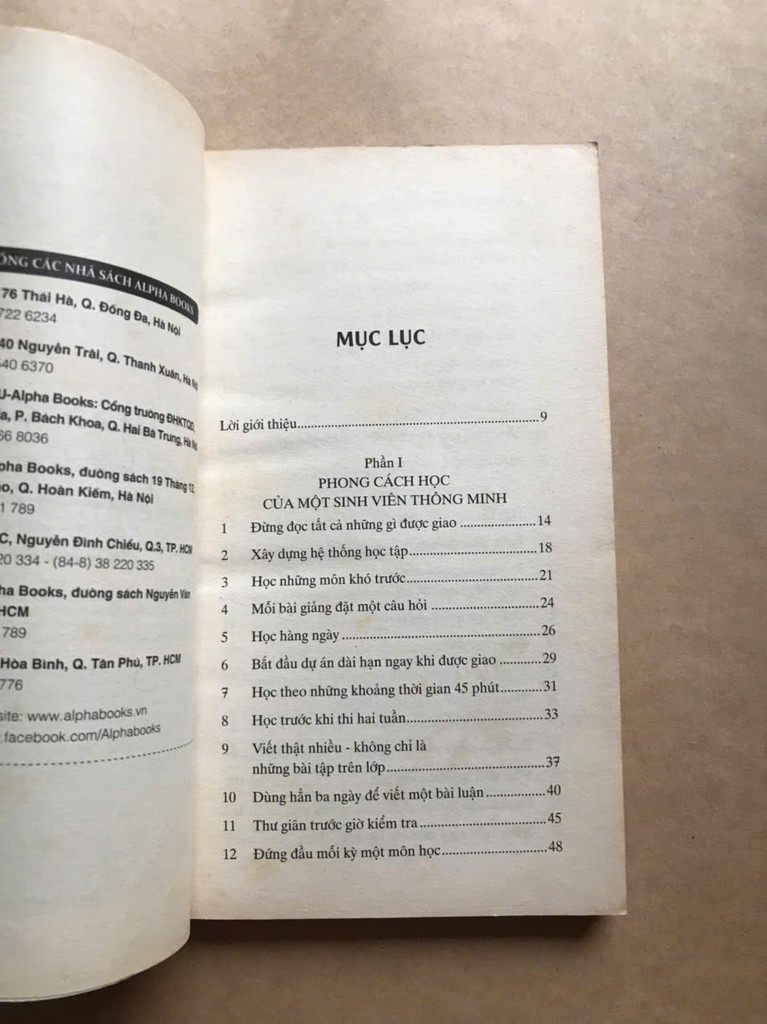 CÁC NHÀ SÁCH ALPHA BOOKS
76 Thái Hà, Q. Đống Đa, Hà Nội
722 6234
40 Nguyễn Trãi, Q. Thanh Xuân, Hà
540 6370
U-Alpha Books: Cổng trường ĐHKTQD,
P. Bách Khoa, Q. Hai Bà Trưng, Hà
66 8036
Books, đường sách 19 Tháng 12
Q. Hoàn Kiếm, Hà Nội
1 789
C, Nguyễn Đình Chiểu, Q.3, TP. HCM
20 334 - (84-8) 38 220 335
Books, đường sách Nguyễn Văn
HCM
789
Hòa Bình, Q. Tân Phú, TP. HCM
776
www.alphabooks.vn
facebook.com/Alphabooks
MỤC LỤC
Lời giới thiệu..........9
Phần I
PHONG CÁCH HỌC
CỦA MỘT SINH VIÊN THÔNG MINH
1 Đừng đọc tất cả những gì được giao..........14
2 Xây dựng hệ thống học tập..........18
3 Học những môn khó trước..........21
4 Mỗi bài giảng đặt một câu hỏi..........24
5 Học hàng ngày..........26
6 Bắt đầu dự án dài hạn ngay khi được giao..........29
7 Học theo những khoảng thời gian 45 phút..........31
8 Học trước khi thi hai tuần..........33
9 Viết thật nhiều - không chỉ là
những bài tập trên lớp..........37
10 Dùng hẳn ba ngày để viết một bài luận..........40
11 Thư giãn trước giờ kiểm tra..........45
12 Đứng đầu mỗi kỳ một môn học..........48